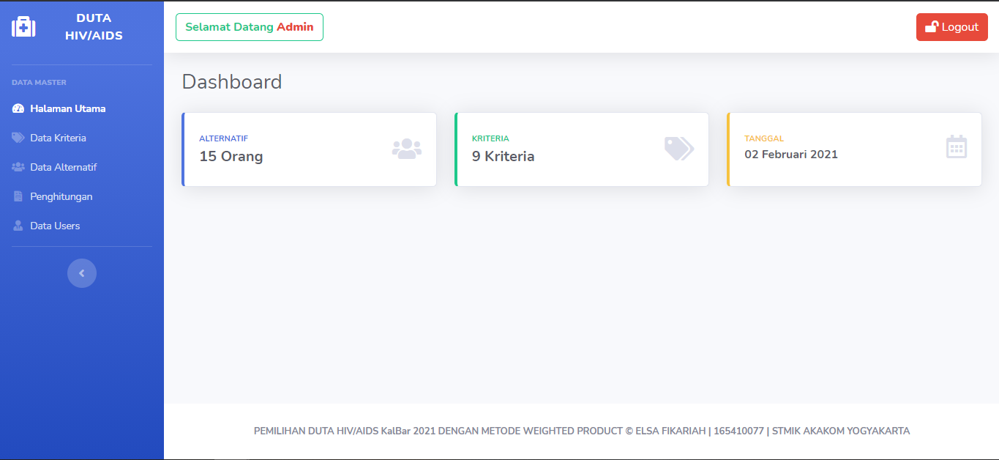 DUTA
HIV/AIDS
Selamat Datang Admin
Logout
DATA MASTER
Halaman Utama
Data Kriteria
Data Alternatif
Penghitungan
Data Users
Dashboard
ALTERNATIF
15 Orang
KRITERIA
9 Kriteria
TANGGAL
02 Februari 2021
PEMILIHAN DUTA HIV/AIDS KalBar 2021 DENGAN METODE WEIGHTED PRODUCT © ELSA FIKARIAH | 165410077 | STMIK AKAKOM YOGYAKARTA